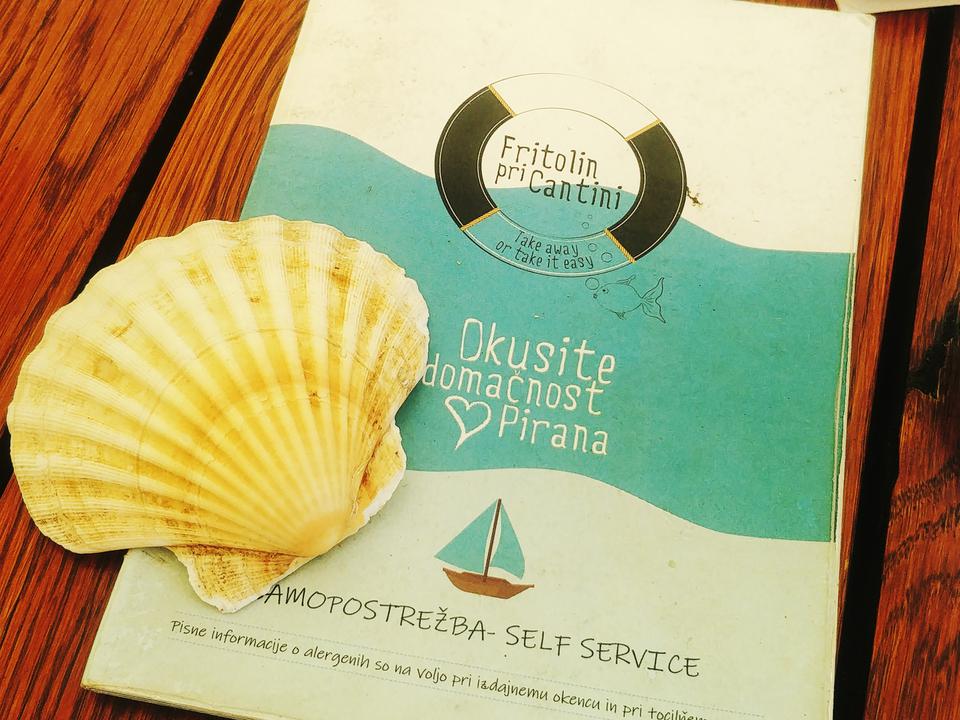 Fritolin
pri Cantini
Take away
or take it easy
Okusite
domačnost
Pirana
AMOPOSTREŽBA- SELF SERVICE
Pisne informacije o alergenih so na voljo pri izdajnemu okencu in pri